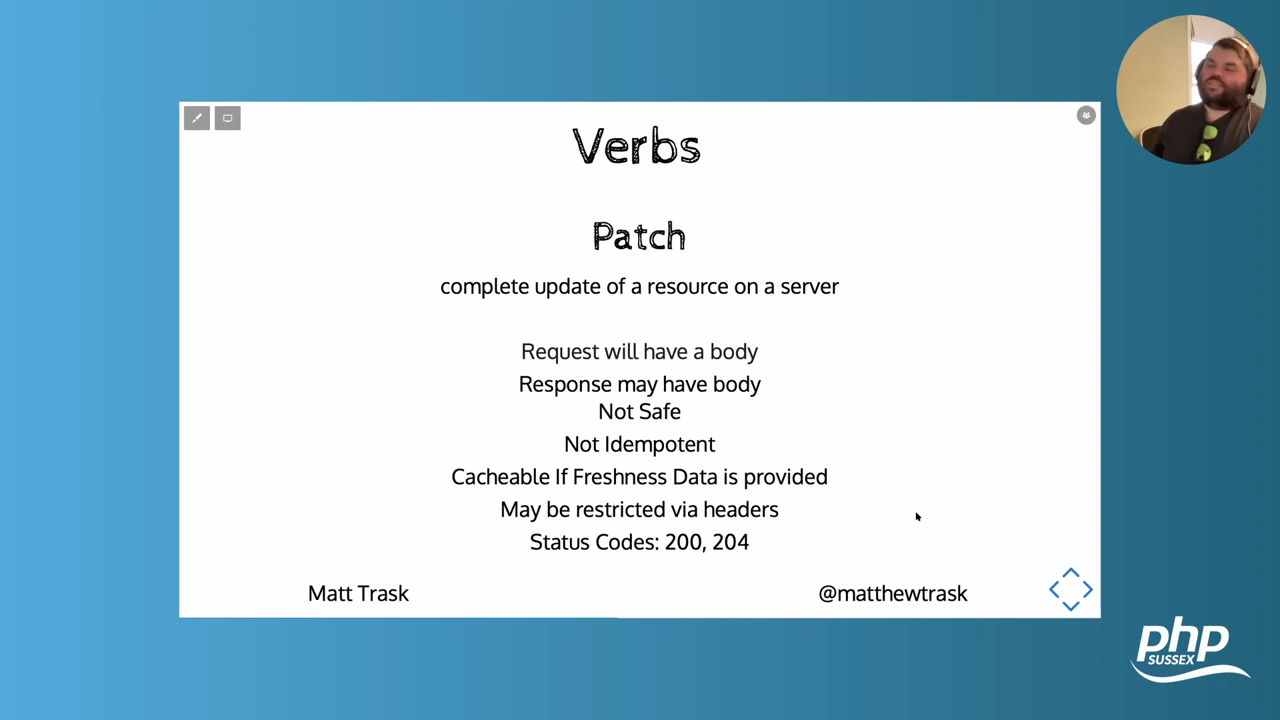 Verbs
Patch
complete update of a resource on a server
Request will have a body
Response may have body
Not Safe
Not Idempotent
Cacheable If Freshness Data is provided
May be restricted via headers
Status Codes: 200, 204
Matt Trask
@matthewtrask
php
SUSSEX